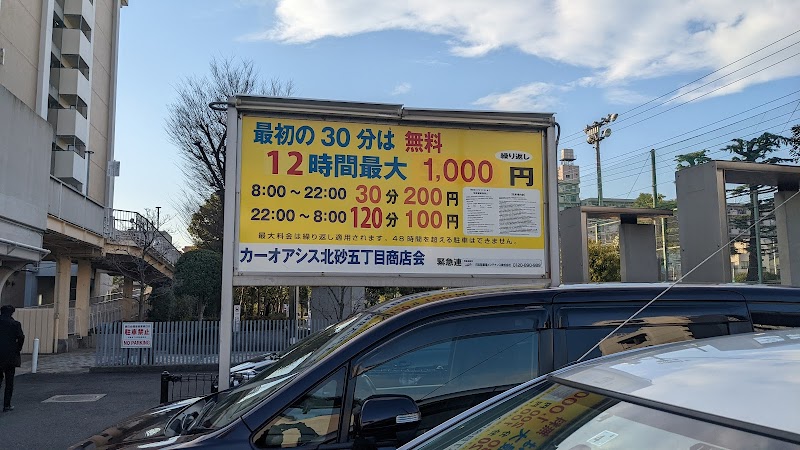 最初の30分は 無料
12時間最大 1,000円 繰り返し
8:00～22:00 30分200円
22:00～8:00 120分100円
最大料金は繰り返し適用されます。48時間を超える駐車はできません。
カーオアシス北砂五丁目商店会 緊急連
駐車禁止
NO PARKING